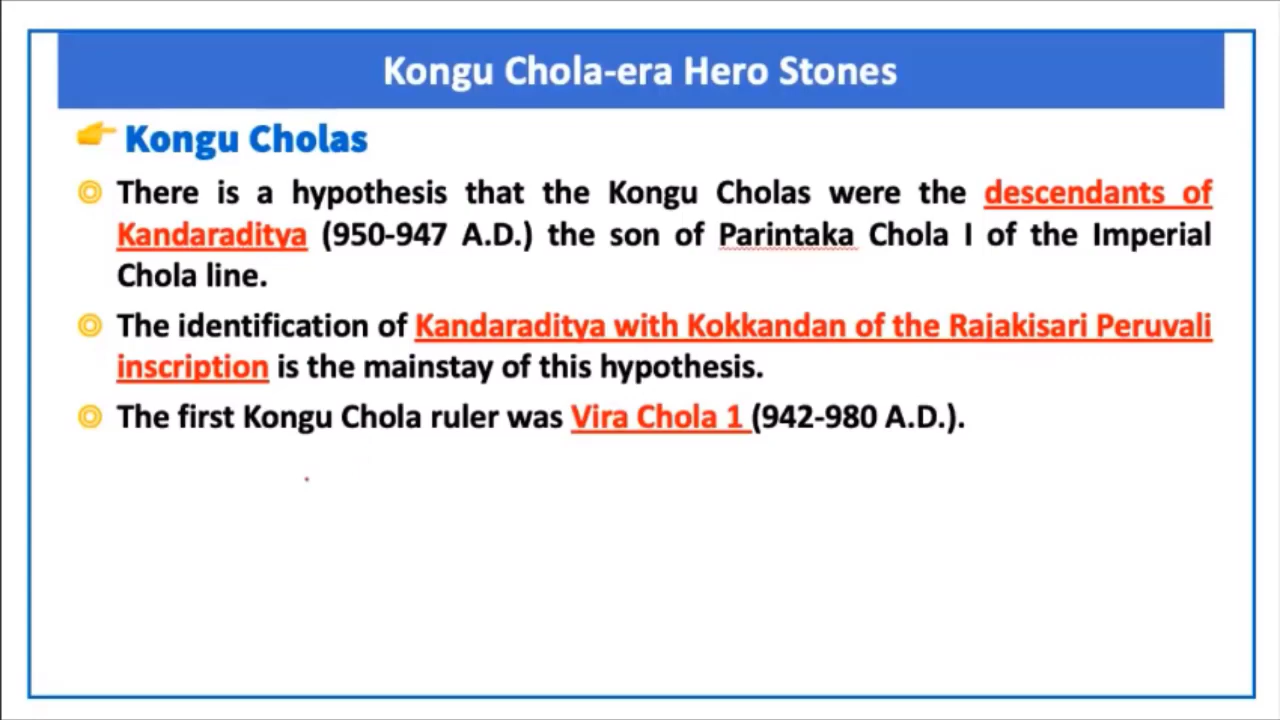 Kongu Chola-era Hero Stones
Kongu Cholas
There is a hypothesis that the Kongu Cholas were the descendants of
Kandaraditya (950-947 A.D.) the son of Parintaka Chola I of the Imperial
Chola line.
The identification of Kandaraditya with Kokkandan of the Rajakisari Peruvali
inscription is the mainstay of this hypothesis.
The first Kongu Chola ruler was Vira Chola 1 (942-980 A.D.).